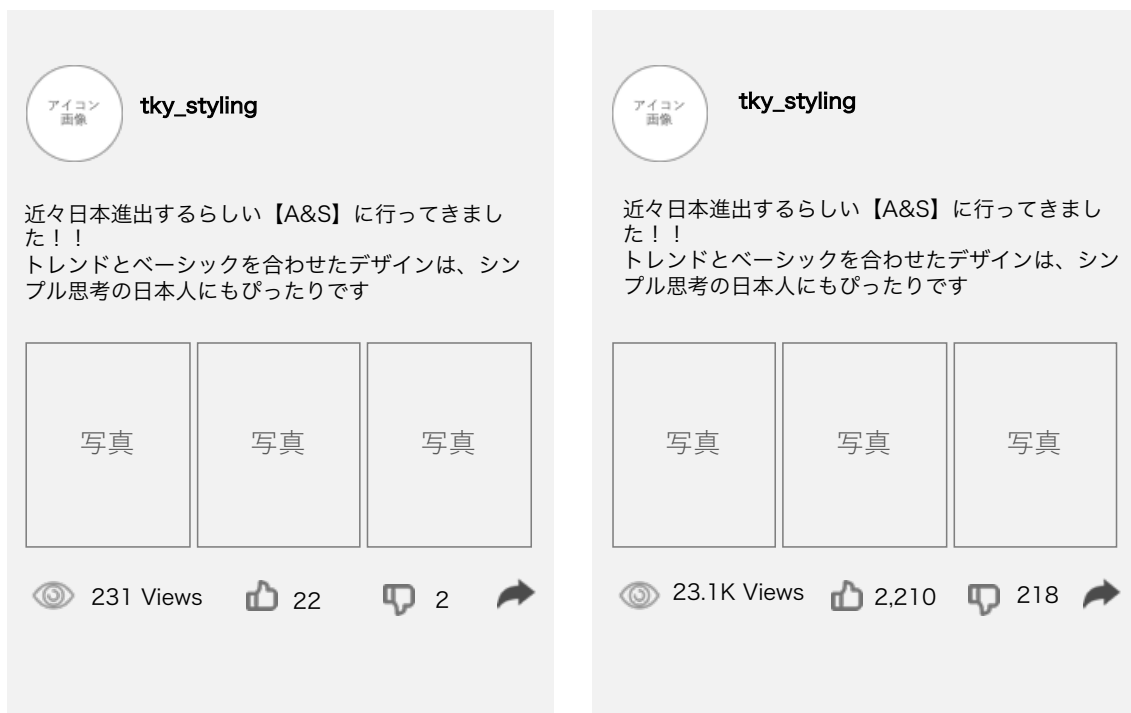 アイコン
画像
tky_styling
近々日本進出するらしい【A&S】に行ってきまし
た！！
トレンドとベーシックを合わせたデザインは、シン
プル思考の日本人にもぴったりです
写真
写真
写真
231 Views
22
2
アイコン
画像
tky_styling
近々日本進出するらしい【A&S】に行ってきまし
た！！
トレンドとベーシックを合わせたデザインは、シン
プル思考の日本人にもぴったりです
写真
写真
写真
23.1K Views
2,210
218